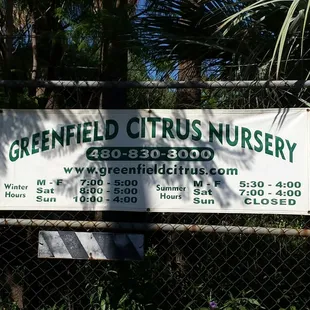 GREENFIELD CITRUS NURSERY
480-830-8000
www.greenfieldcitrus.com
Winter Hours M - F 7:00 - 5:00 Summer Hours M - F 5:30 - 4:00
Sat 8:00 - 5:00 Sat 7:00 - 4:00
Sun 10:00 - 4:00 Sun CLOSED